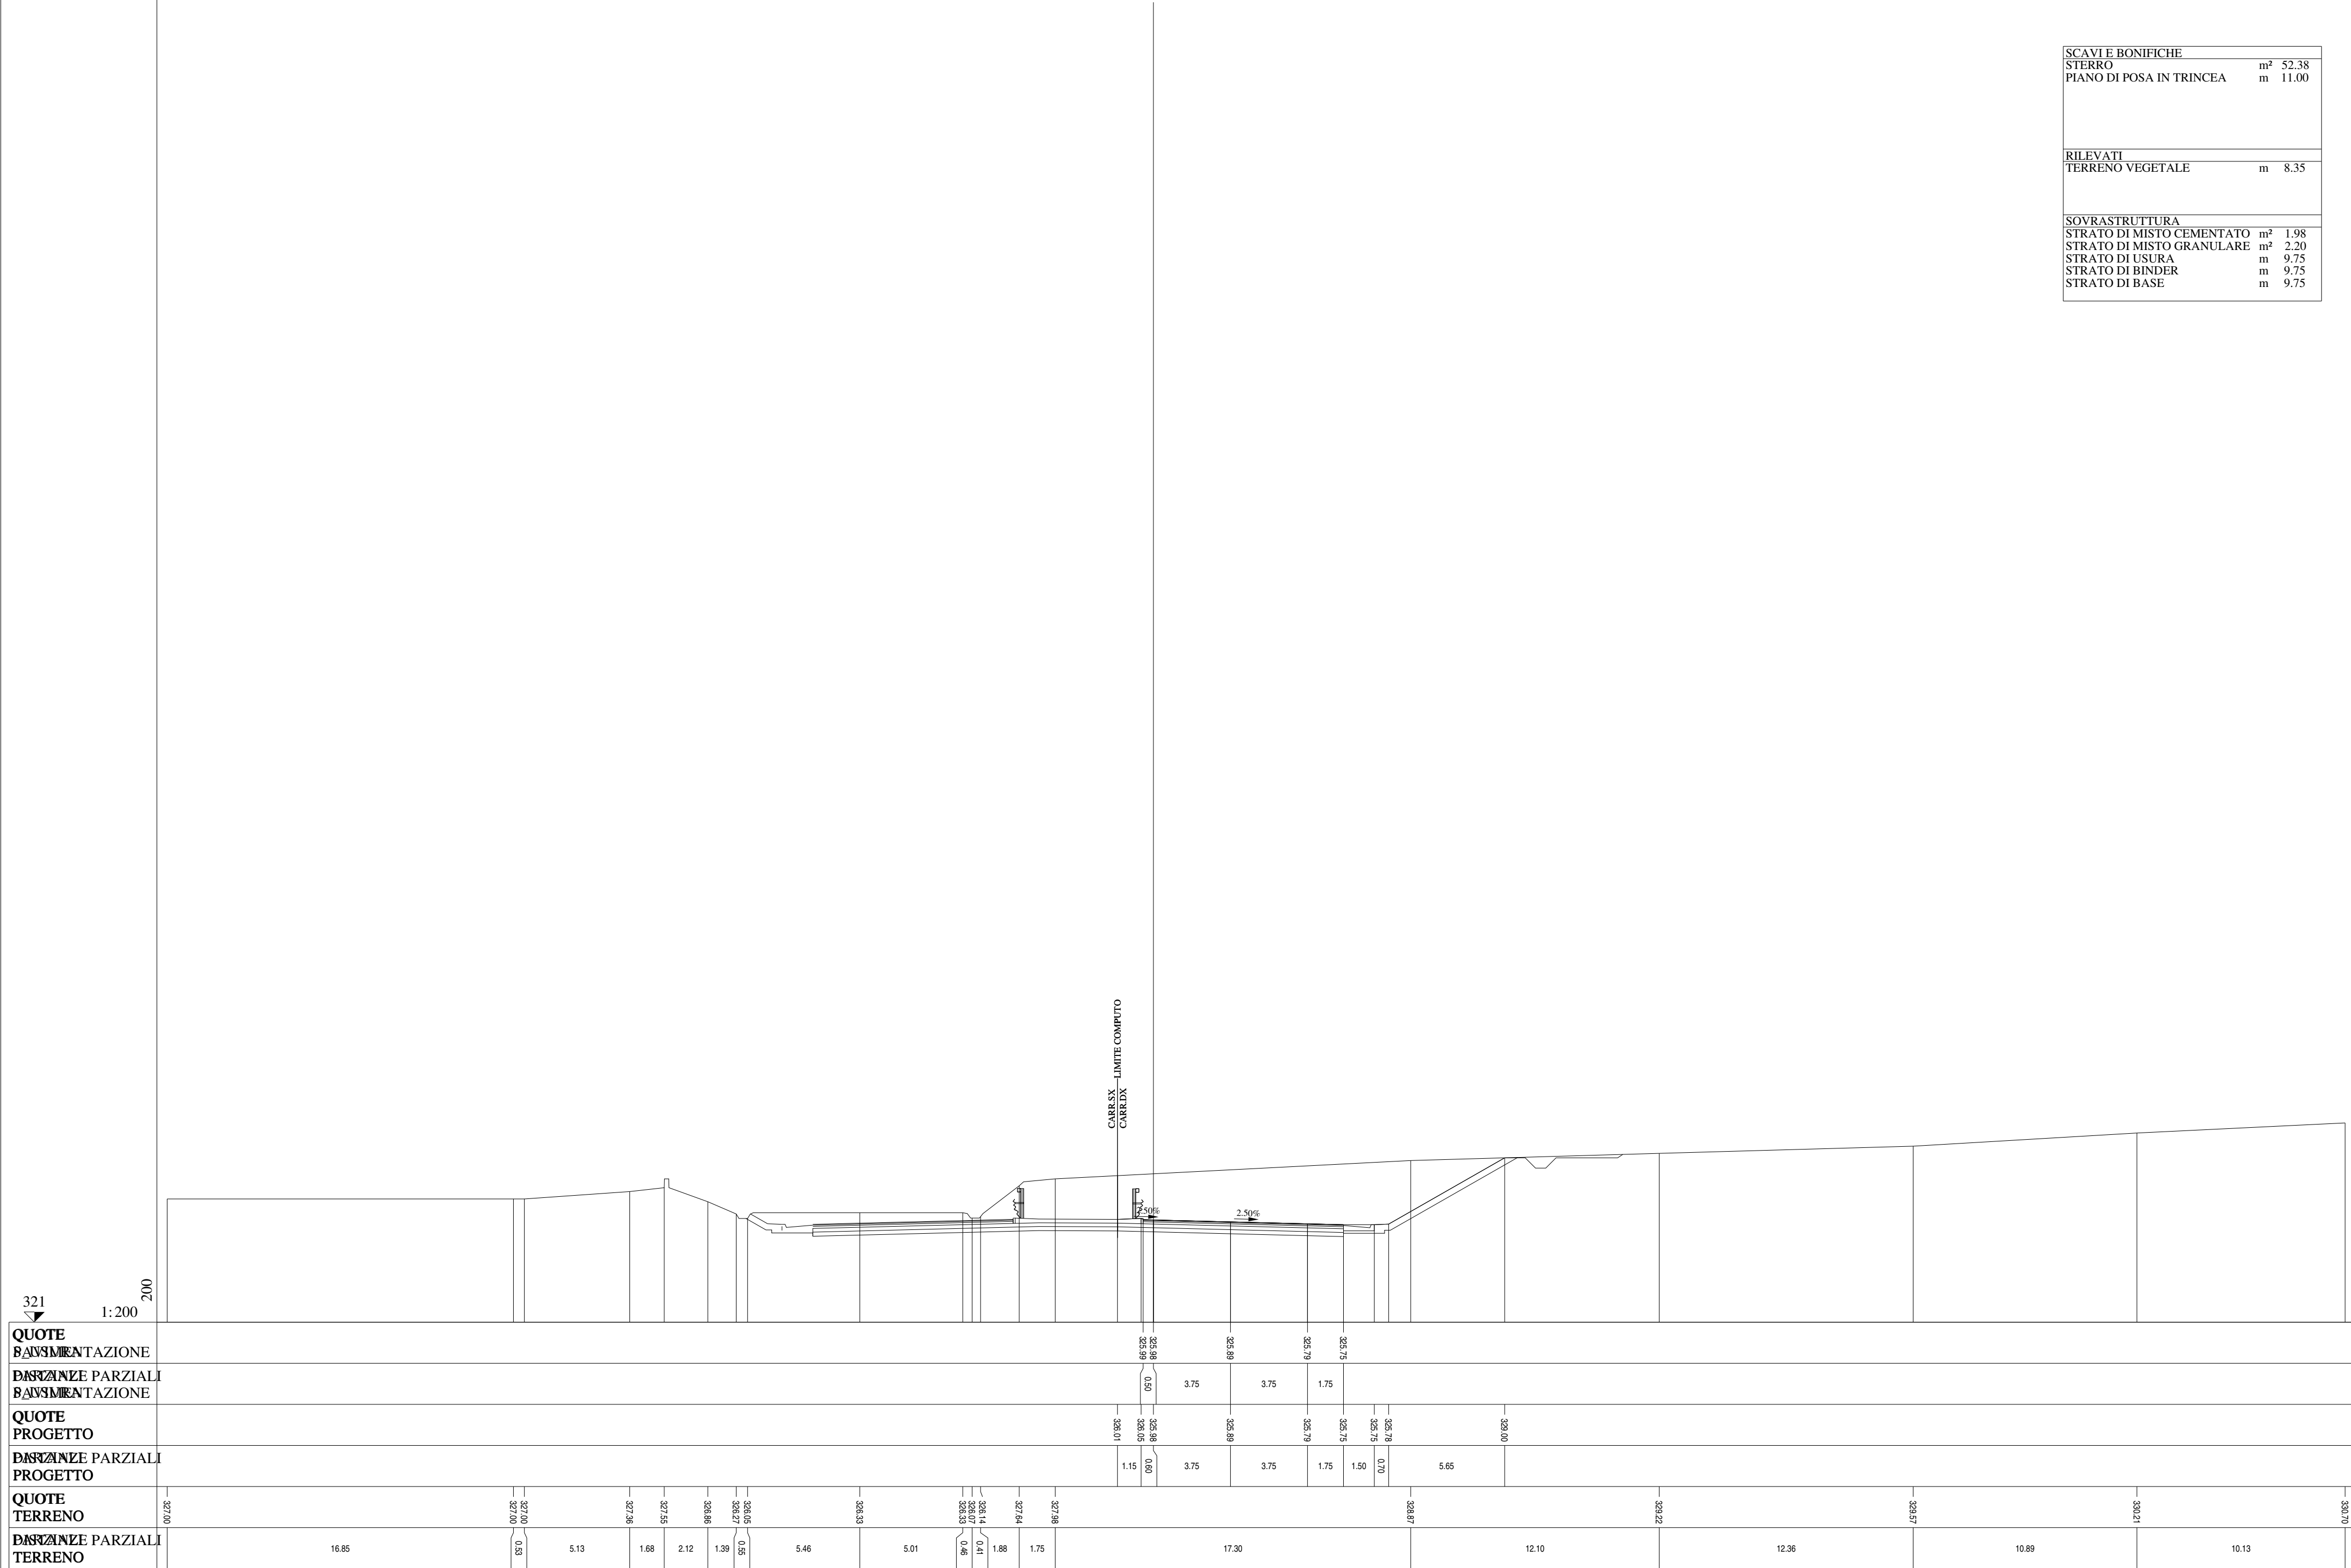 SCAVI E BONIFICHE
STERRO m² 52.38
PIANO DI POSA IN TRINCEA m 11.00
RILEVATI
TERRENO VEGETALE m 8.35
SOVRASTRUTTURA
STRATO DI MISTO CEMENTATO m² 1.98
STRATO DI MISTO GRANULARE m² 2.20
STRATO DI USURA m 9.75
STRATO DI BINDER m 9.75
STRATO DI BASE m 9.75
LIMITE COMPUTO
CARR.SX
CARR.DX
2.50% 2.50%
321
1:200
200
QUOTE
325.99 325.98 325.89 325.79 325.75
PARZIALI
0.50 3.75 3.75 1.75
QUOTE
PROGETTO
326.01 326.05 325.98 325.89 325.79 325.75 325.75 325.78 329.00
PARZIALI
PROGETTO
1.15 0.60 3.75 3.75 1.75 1.50 0.70 5.65
QUOTE
TERRENO
327.00 327.00 327.00 327.36 327.55 326.86 326.27 326.05 326.33 326.33 326.07 326.14 327.64 327.98 328.87 329.22 329.57 330.21 330.70
PARZIALI
TERRENO
16.85 0.53 5.13 1.68 2.12 1.39 0.55 5.46 5.01 0.46 0.41 1.88 1.75 17.30 12.10 12.36 10.89 10.13